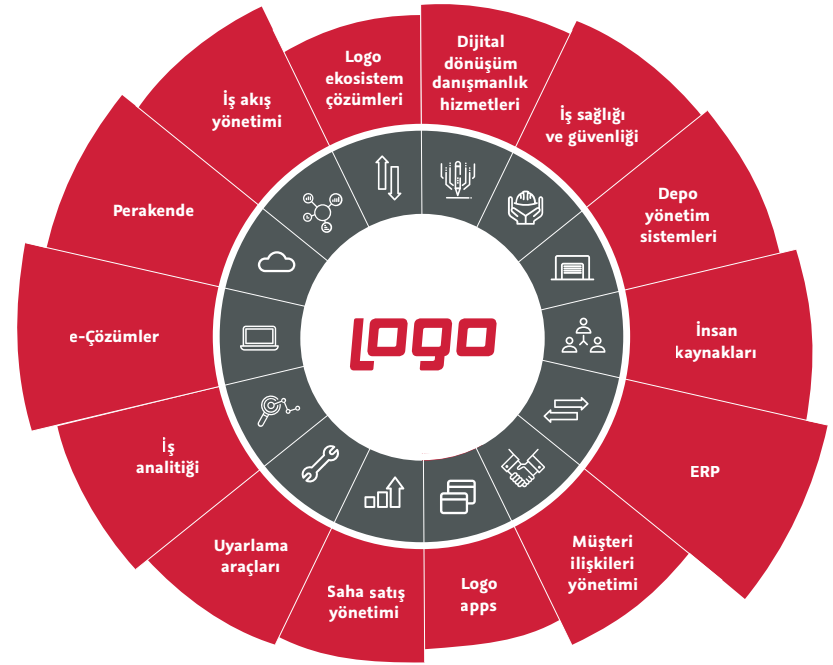 Dijital
dönüşüm
danışmanlık
hizmetleri
İş sağlığı
ve güvenliği
Depo
yönetim
sistemleri
İnsan
kaynakları
ERP
Müşteri
ilişkileri
yönetimi
Logo
apps
Saha satış
yönetimi
Uyarlama
araçları
İş
analitiği
e-Çözümler
Perakende
İş akış
yönetimi
Logo
ekosistem
çözümleri
LOGO